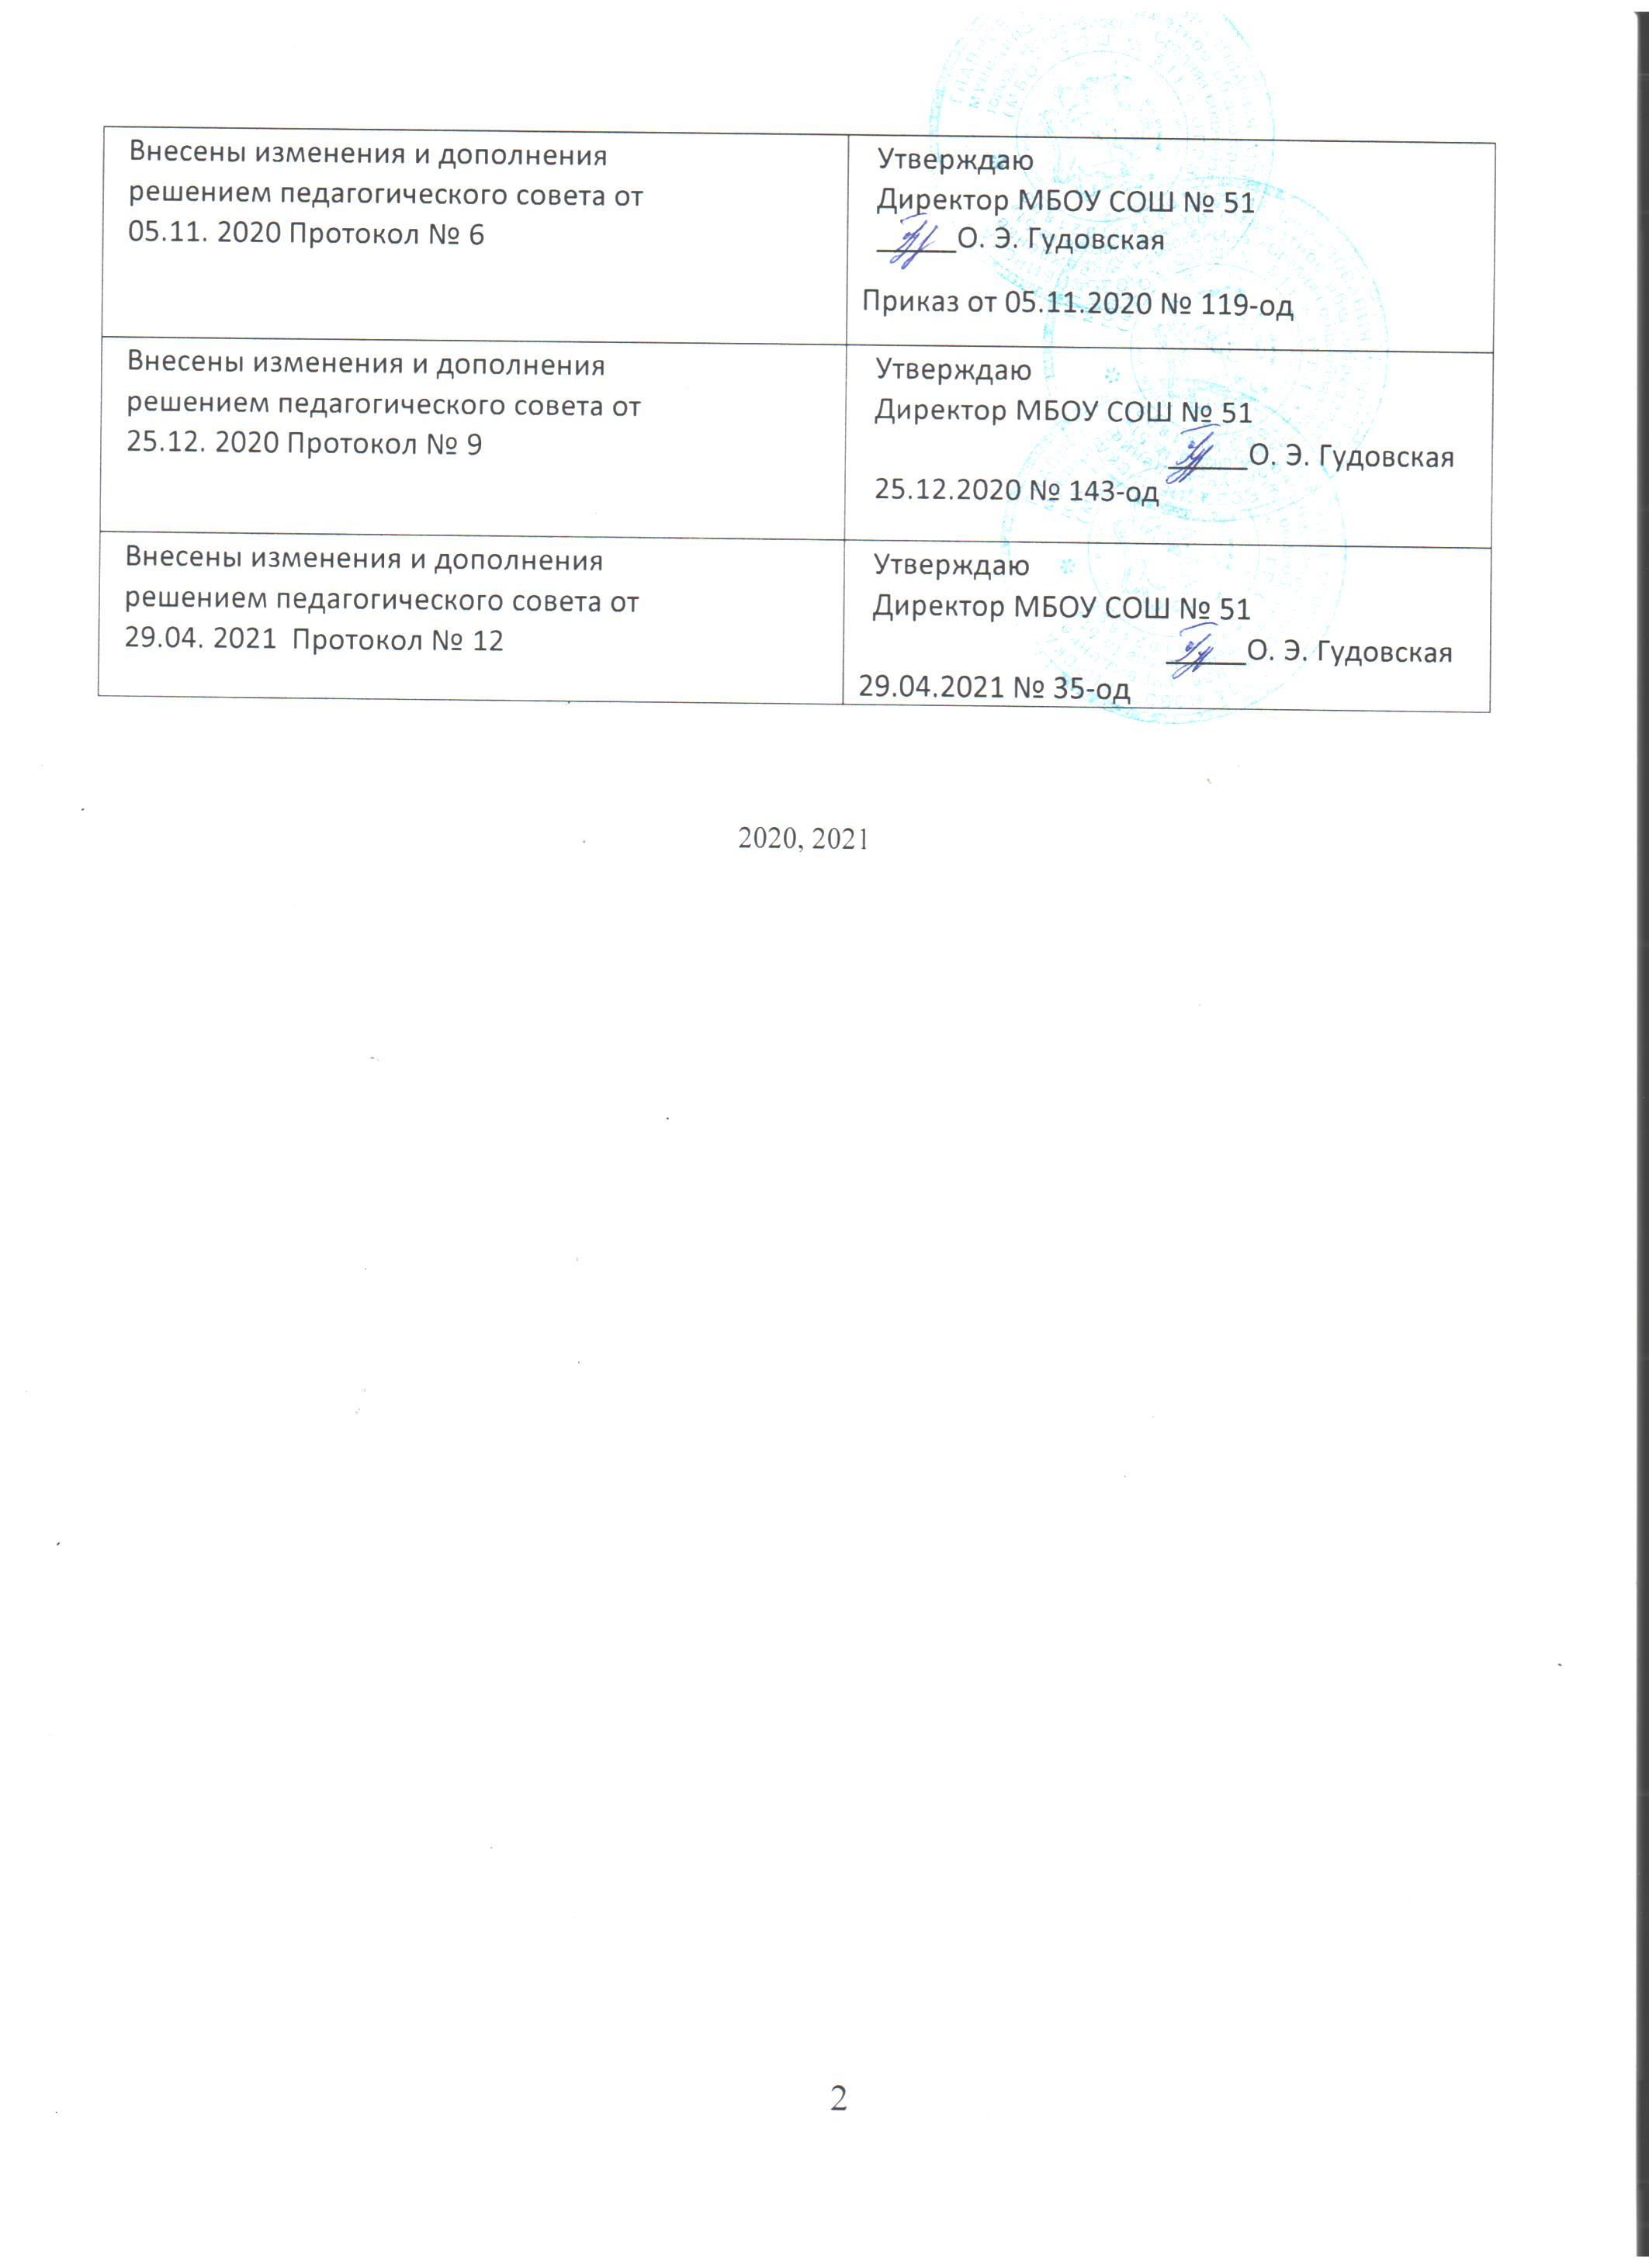 Внесены изменения и дополнения
решением педагогического совета от
05.11. 2020 Протокол № 6
Утверждаю
Директор МБОУ СОШ № 51
______О. Э. Гудовская
Приказ от 05.11.2020 № 119-од
Внесены изменения и дополнения
решением педагогического совета от
25.12. 2020 Протокол № 9
Утверждаю
Директор МБОУ СОШ № 51
______О. Э. Гудовская
25.12.2020 № 143-од
Внесены изменения и дополнения
решением педагогического совета от
29.04. 2021  Протокол № 12
Утверждаю
Директор МБОУ СОШ № 51
______О. Э. Гудовская
29.04.2021 № 35-од
2020, 2021
2